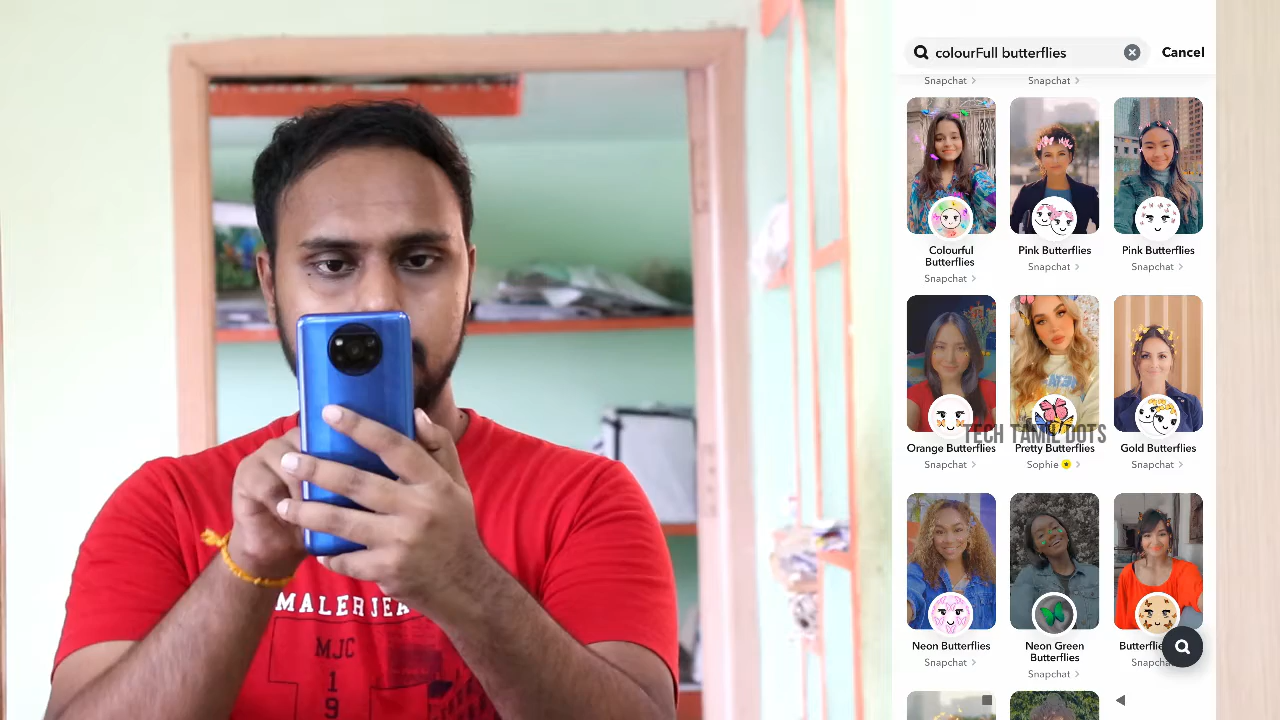 colourFull butterflies
Cancel
Snapchat
Snapchat
Colourful
Butterflies
Snapchat
Pink Butterflies
Snapchat
Pink Butterflies
Snapchat
Orange Butterflies
Snapchat
Pretty Butterflies
Sophie
Gold Butterflies
Snapchat
TECH TAMIL DOTS
Neon Butterflies
Snapchat
Neon Green
Butterflies
Snapchat
MALERJEA
MJC
1
9